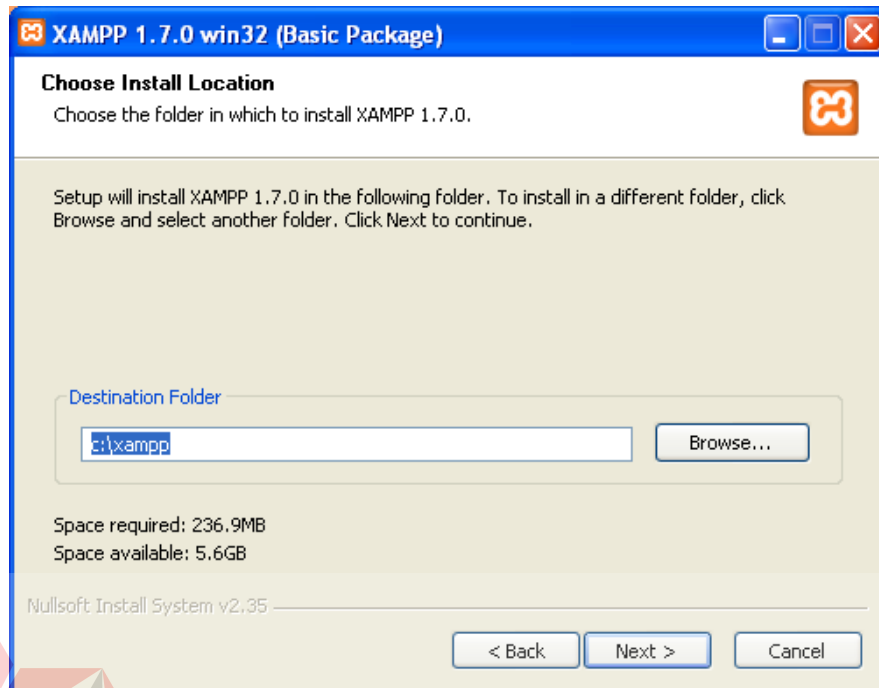 XAMPP 1.7.0 win32 (Basic Package)
Choose Install Location
Choose the folder in which to install XAMPP 1.7.0.
Setup will install XAMPP 1.7.0 in the following folder. To install in a different folder, click
Browse and select another folder. Click Next to continue.
Destination Folder
c:\xampp
Browse...
Space required: 236.9MB
Space available: 5.6GB
Nullsoft Install System v2.35
< Back
Next >
Cancel